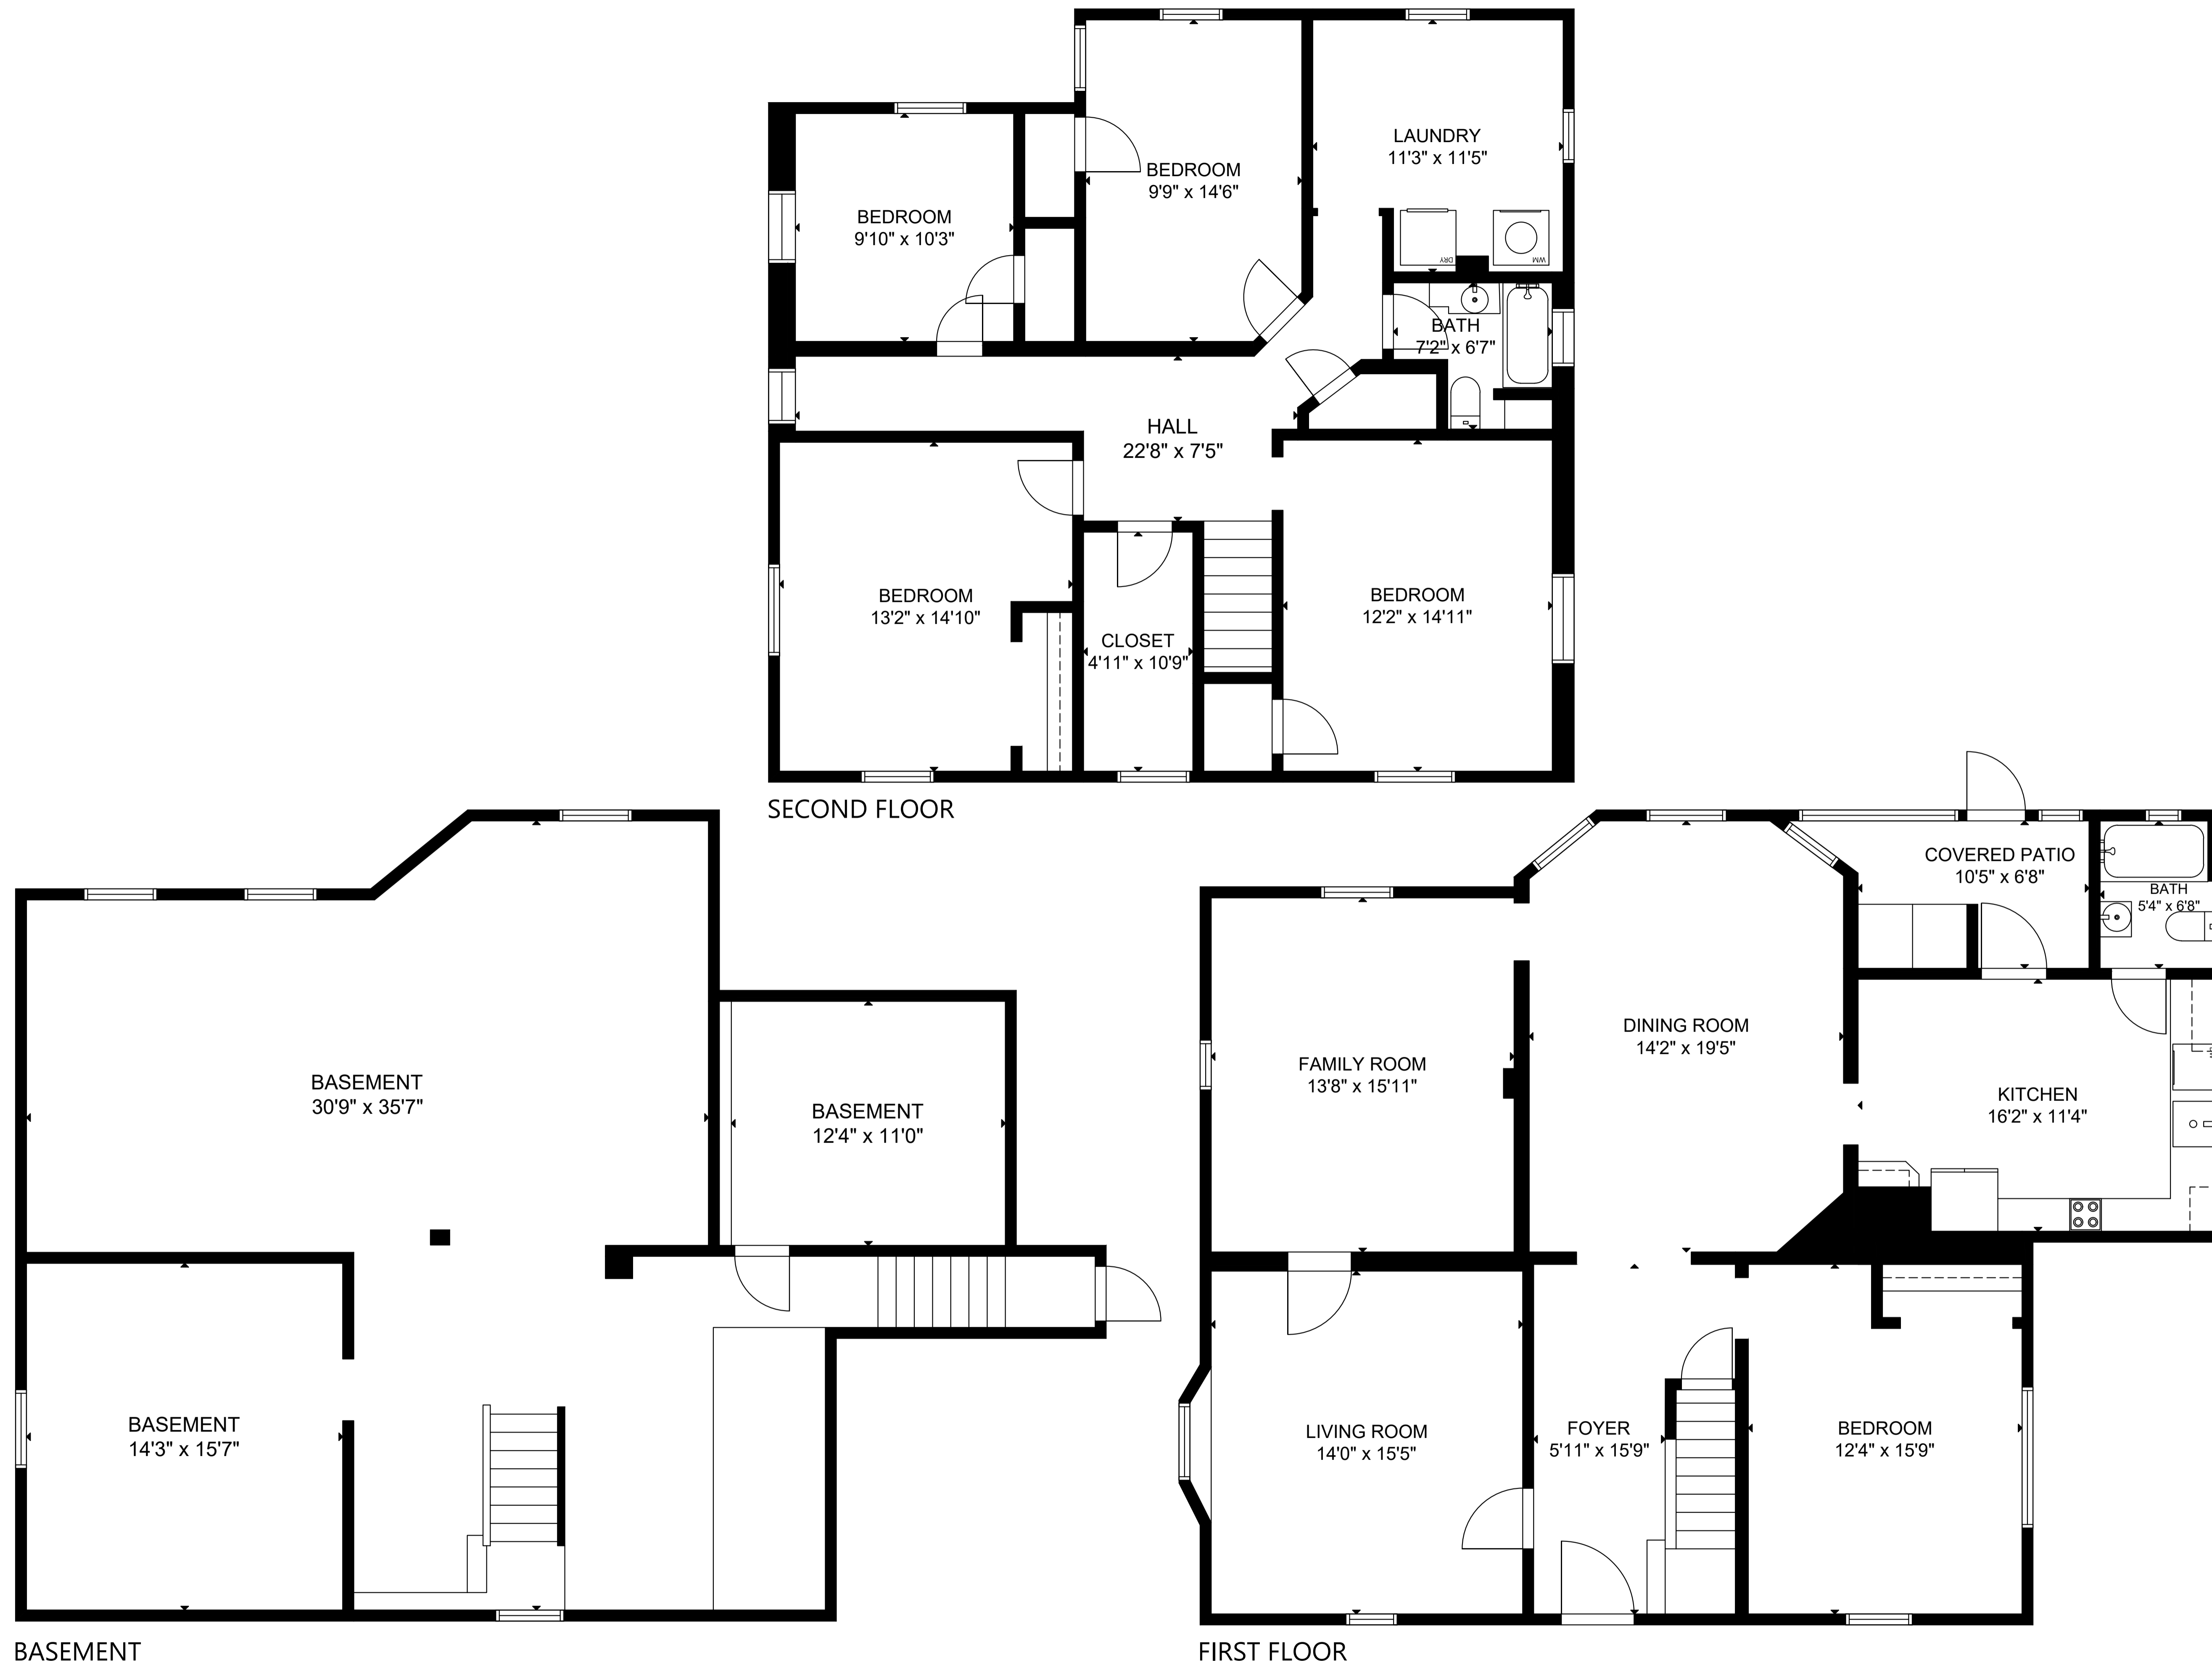 LAUNDRY
11'3" x 11'5"
BEDROOM
9'9" x 14'6"
BEDROOM
9'10" x 10'3"
DRY
WM
BATH
7'2" x 6'7"
HALL
22'8" x 7'5"
BEDROOM
13'2" x 14'10"
BEDROOM
12'2" x 14'11"
CLOSET
4'11" x 10'9"
SECOND FLOOR
BASEMENT
30'9" x 35'7"
BASEMENT
12'4" x 11'0"
BASEMENT
14'3" x 15'7"
BASEMENT
COVERED PATIO
10'5" x 6'8"
BATH
5'4" x 6'8"
DINING ROOM
14'2" x 19'5"
FAMILY ROOM
13'8" x 15'11"
KITCHEN
16'2" x 11'4"
LIVING ROOM
14'0" x 15'5"
FOYER
5'11" x 15'9"
BEDROOM
12'4" x 15'9"
FIRST FLOOR